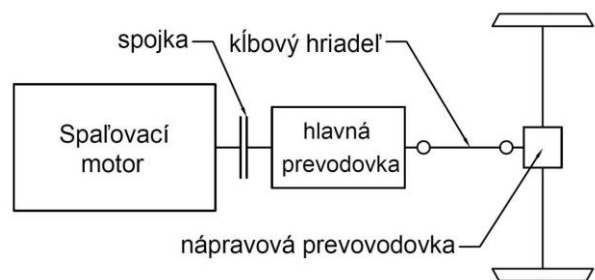 spojka
kĺbový hriadeľ
Spaľovací
motor
hlavná
prevodovka
nápravová prevovodovka